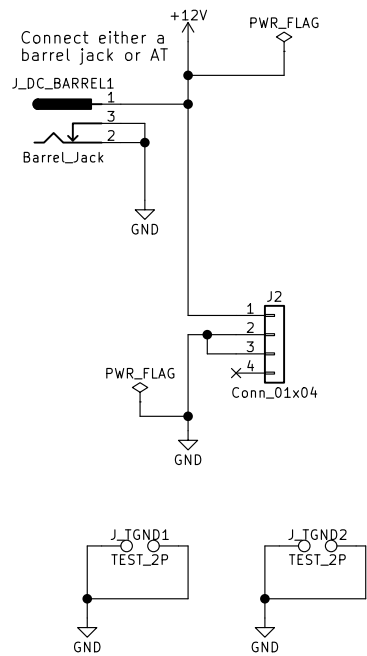 +12V
PWR_FLAG
Connect either a
barrel jack or AT
J_DC_BARREL1
1
3
2
Barrel_Jack
GND
J2
1
2
3
4
Conn_01x04
PWR_FLAG
GND
J_TGND1
TEST_2P
GND
J_TGND2
TEST_2P
GND